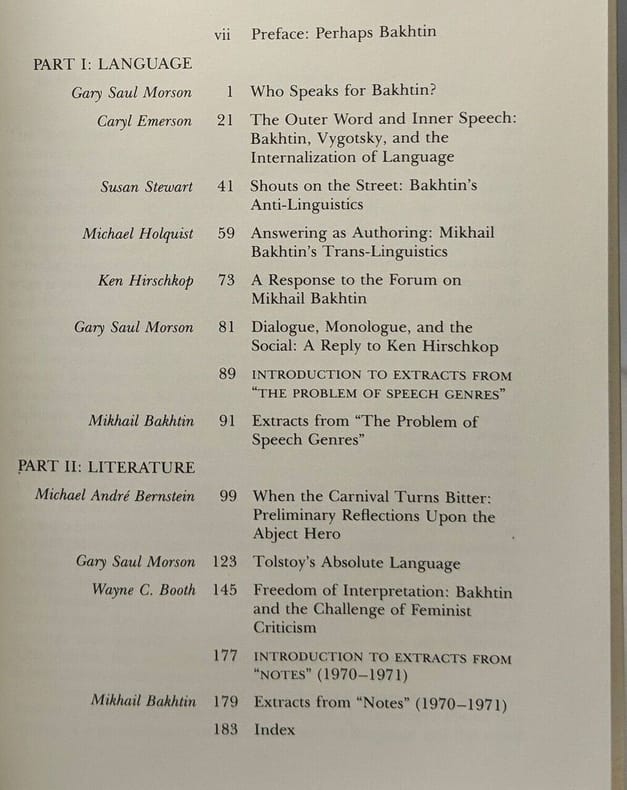 vii Preface: Perhaps Bakhtin
PART I: LANGUAGE
Gary Saul Morson 1 Who Speaks for Bakhtin?
Caryl Emerson 21 The Outer Word and Inner Speech:
Bakhtin, Vygotsky, and the
Internalization of Language
Susan Stewart 41 Shouts on the Street: Bakhtin's
Anti-Linguistics
Michael Holquist 59 Answering as Authoring: Mikhail
Bakhtin's Trans-Linguistics
Ken Hirschkop 73 A Response to the Forum on
Mikhail Bakhtin
Gary Saul Morson 81 Dialogue, Monologue, and the
Social: A Reply to Ken Hirschkop
89 INTRODUCTION TO EXTRACTS FROM
“THE PROBLEM OF SPEECH GENRES”
Mikhail Bakhtin 91 Extracts from “The Problem of
Speech Genres”
PART II: LITERATURE
Michael André Bernstein 99 When the Carnival Turns Bitter:
Preliminary Reflections Upon the
Abject Hero
Gary Saul Morson 123 Tolstoy's Absolute Language
Wayne C. Booth 145 Freedom of Interpretation: Bakhtin
and the Challenge of Feminist
Criticism
177 INTRODUCTION TO EXTRACTS FROM
“NOTES” (1970–1971)
Mikhail Bakhtin 179 Extracts from “Notes” (1970–1971)
183 Index